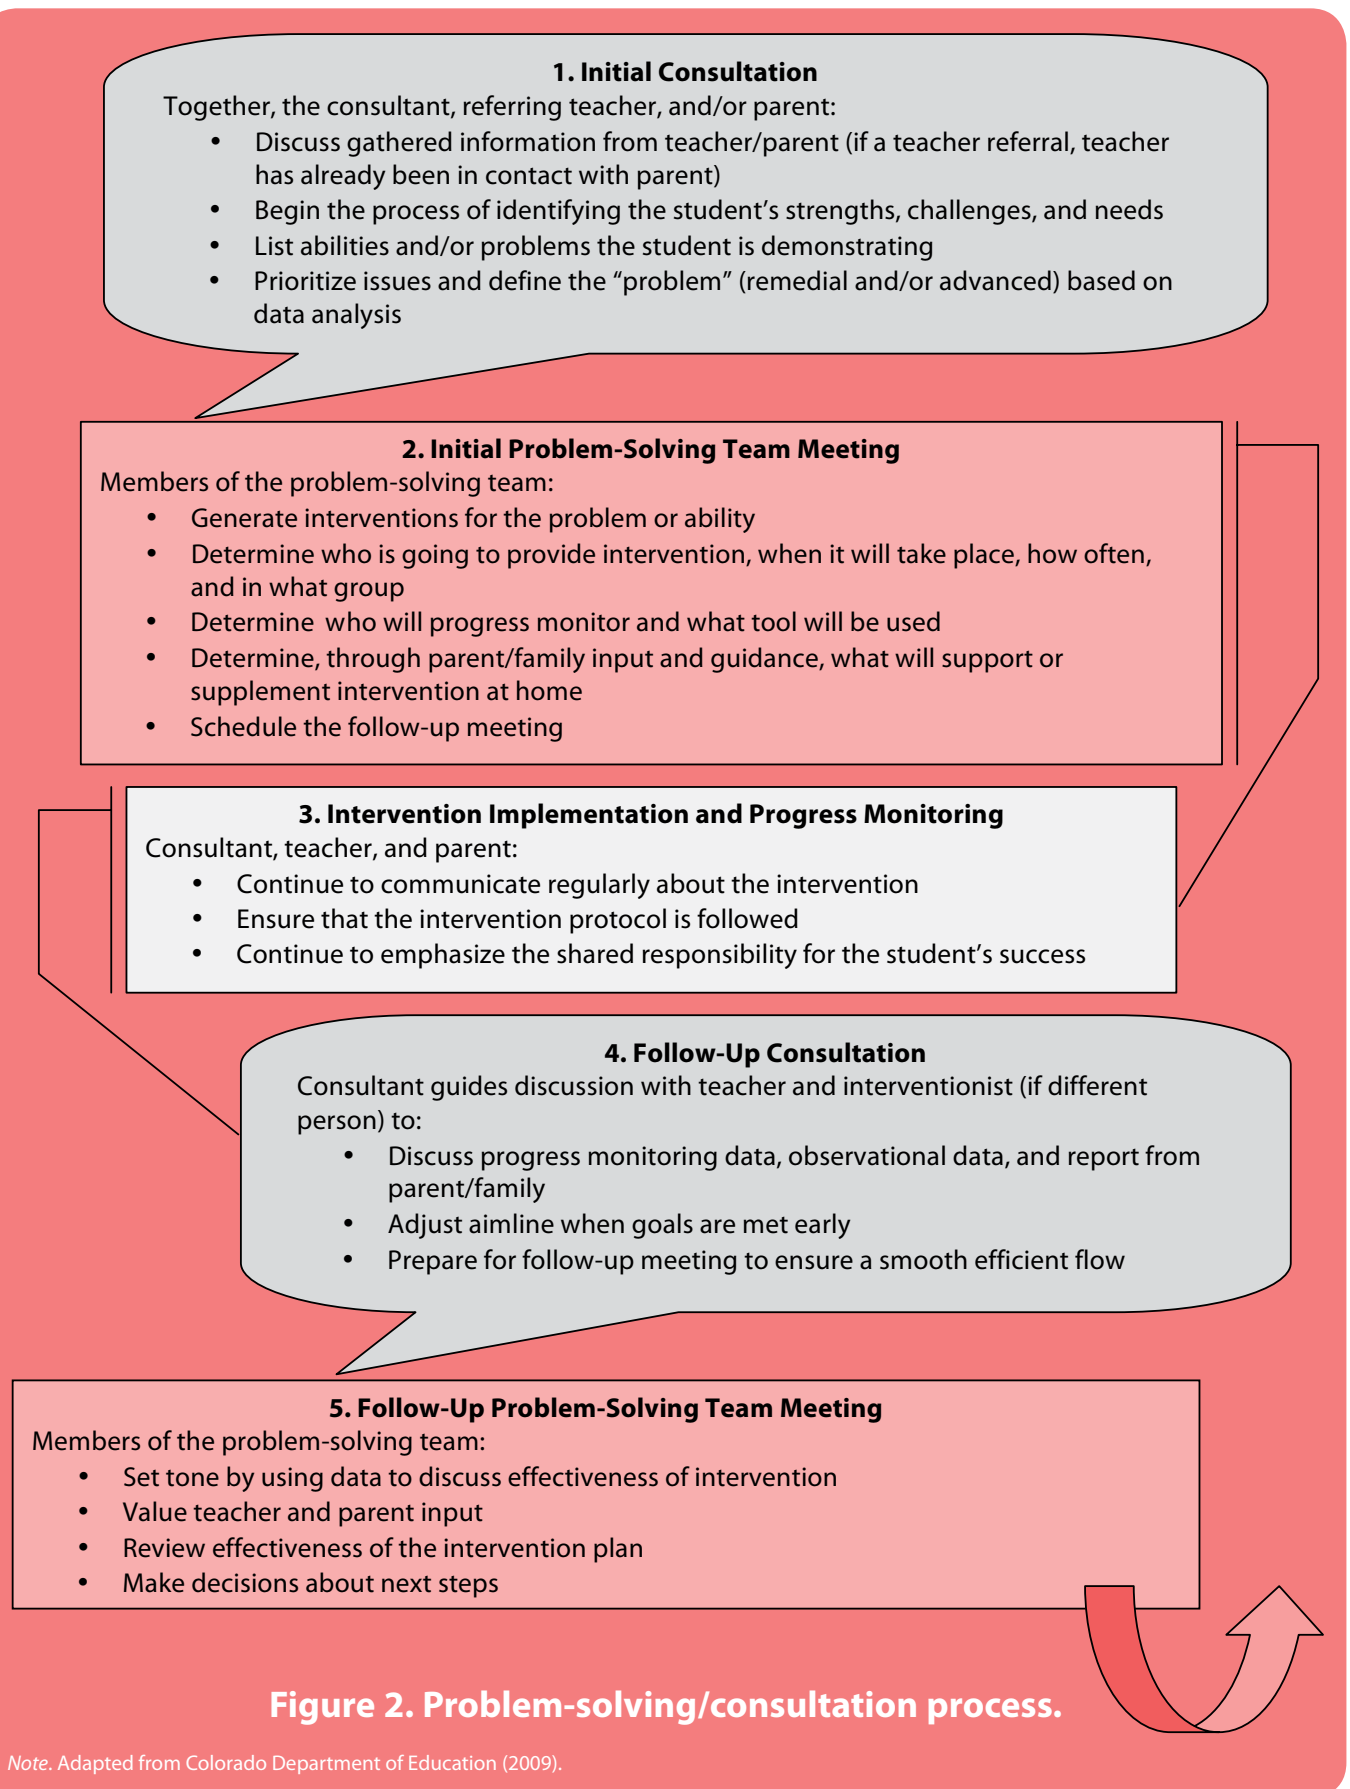 1. Initial Consultation
Together, the consultant, referring teacher, and/or parent:
• Discuss gathered information from teacher/parent (if a teacher referral, teacher
has already been in contact with parent)
• Begin the process of identifying the student’s strengths, challenges, and needs
• List abilities and/or problems the student is demonstrating
• Prioritize issues and define the “problem” (remedial and/or advanced) based on
data analysis
2. Initial Problem-Solving Team Meeting
Members of the problem-solving team:
• Generate interventions for the problem or ability
• Determine who is going to provide intervention, when it will take place, how often,
and in what group
• Determine who will progress monitor and what tool will be used
• Determine, through parent/family input and guidance, what will support or
supplement intervention at home
• Schedule the follow-up meeting
3. Intervention Implementation and Progress Monitoring
Consultant, teacher, and parent:
• Continue to communicate regularly about the intervention
• Ensure that the intervention protocol is followed
• Continue to emphasize the shared responsibility for the student’s success
4. Follow-Up Consultation
Consultant guides discussion with teacher and interventionist (if different
person) to:
• Discuss progress monitoring data, observational data, and report from
parent/family
• Adjust aimline when goals are met early
• Prepare for follow-up meeting to ensure a smooth efficient flow
5. Follow-Up Problem-Solving Team Meeting
Members of the problem-solving team:
• Set tone by using data to discuss effectiveness of intervention
• Value teacher and parent input
• Review effectiveness of the intervention plan
• Make decisions about next steps
Figure 2. Problem-solving/consultation process.
Note. Adapted from Colorado Department of Education (2009).